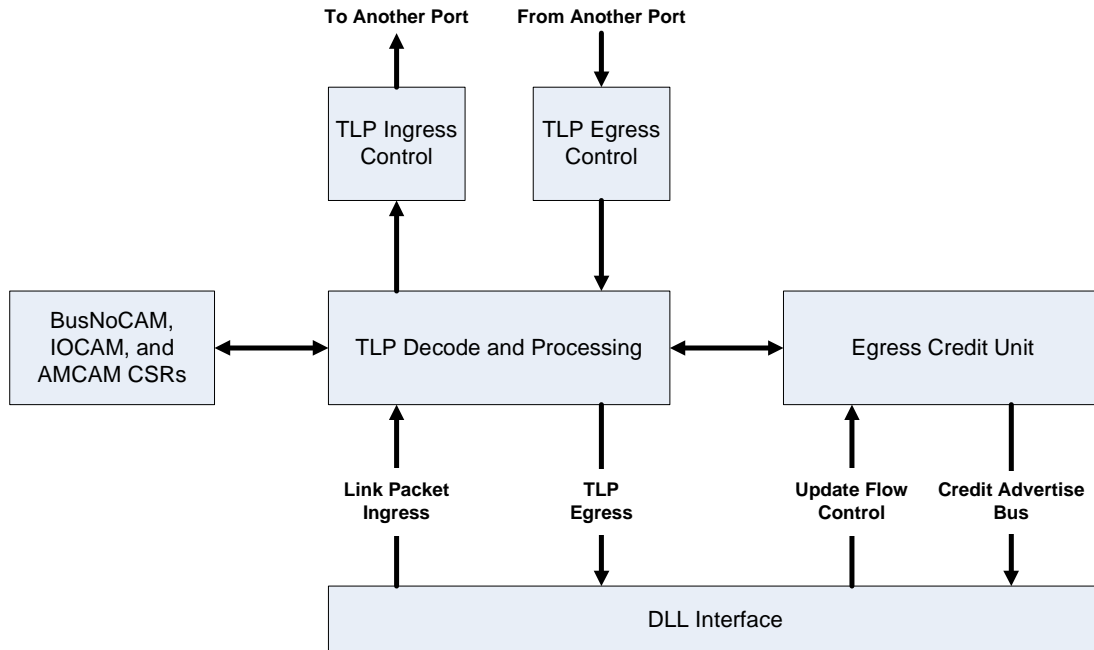 To Another Port
From Another Port
TLP Ingress
Control
TLP Egress
Control
BusNoCAM,
IOCAM, and
AMCAM CSRs
TLP Decode and Processing
Egress Credit Unit
Link Packet
Ingress
TLP
Egress
Update Flow
Control
Credit Advertise
Bus
DLL Interface